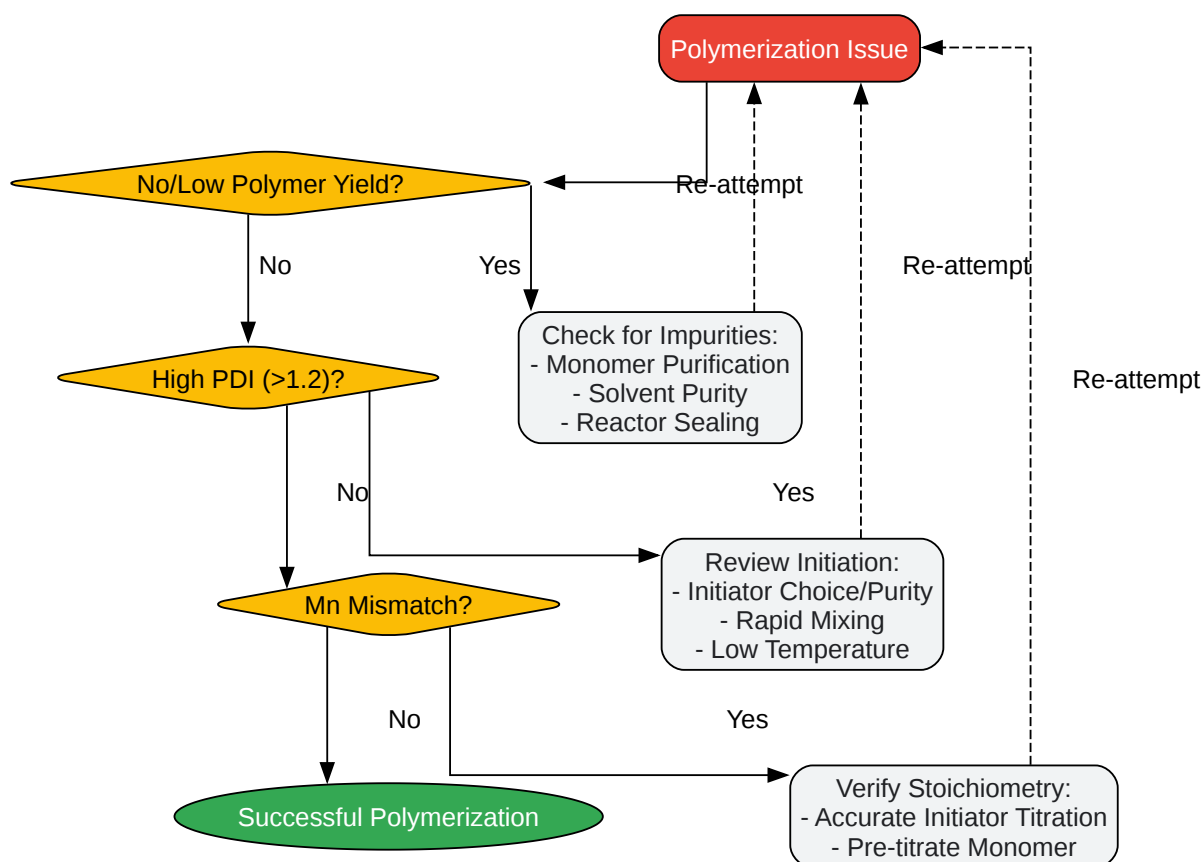 Polymerization Issue
No/Low Polymer Yield?
Re-attempt
No
Yes
Re-attempt
Check for Impurities:
- Monomer Purification
- Solvent Purity
- Reactor Sealing
High PDI (>1.2)?
Re-attempt
No
Yes
Review Initiation:
- Initiator Choice/Purity
- Rapid Mixing
- Low Temperature
Mn Mismatch?
No
Yes
Successful Polymerization
Verify Stoichiometry:
- Accurate Initiator Titration
- Pre-titrate Monomer